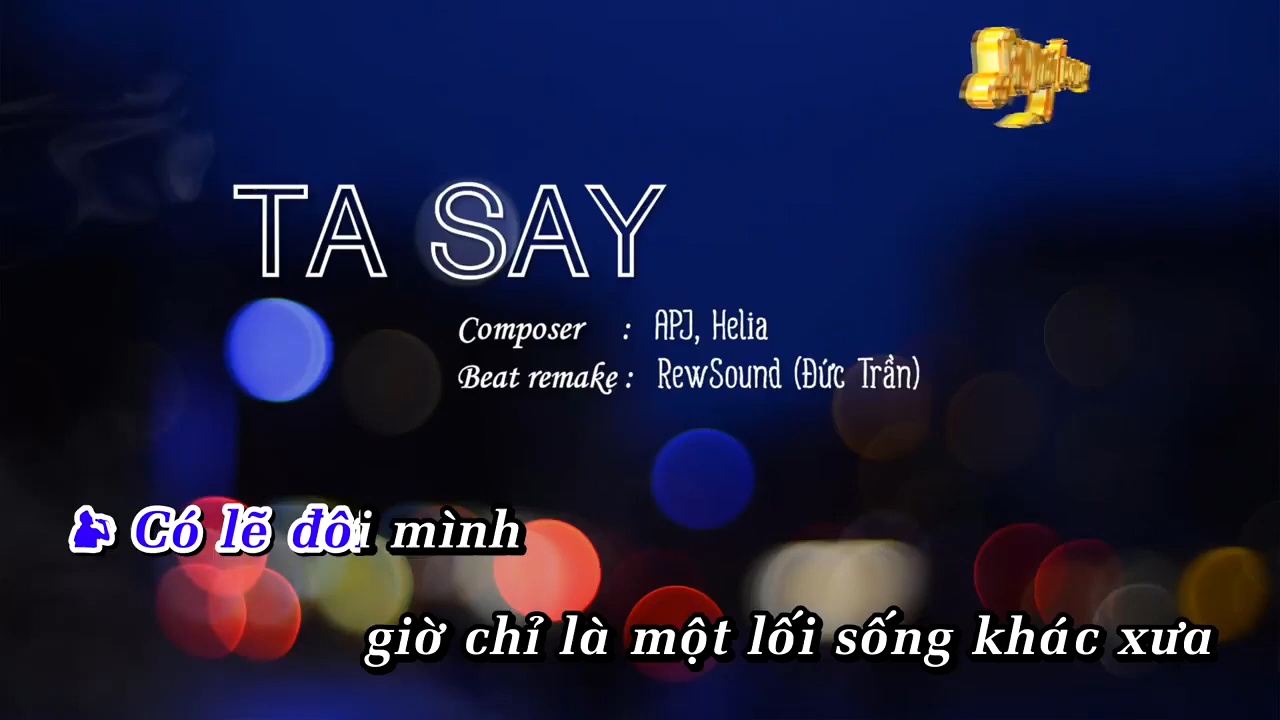 TA SAY
Composer : APJ, Helia
Beat remake : RewSound (Đức Trần)
Có lẽ đôi mình
giờ chỉ là một lối sống khác xưa